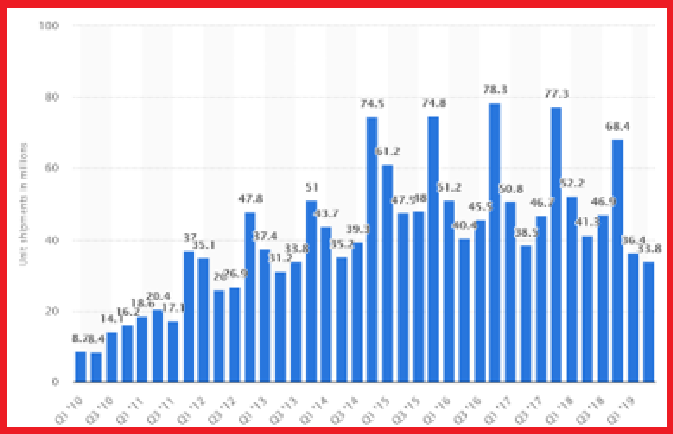 Unit shipments in millions
100
80
60
40
20
0
8.7
8.4
14.1
16.2
18.6
20.4
17.1
37
35.1
26
26.9
47.8
37.4
31.2
33.8
51
43.7
35.2
39.3
74.5
61.2
47.5
48
74.8
51.2
40.4
45.5
78.3
50.8
38.5
46.7
77.3
52.2
41.3
46.9
68.4
36.4
33.8
Q1 '10
Q3 '10
Q1 '11
Q3 '11
Q1 '12
Q3 '12
Q1 '13
Q3 '13
Q1 '14
Q3 '14
Q1 '15
Q3 '15
Q1 '16
Q3 '16
Q1 '17
Q3 '17
Q1 '18
Q3 '18
Q1 '19